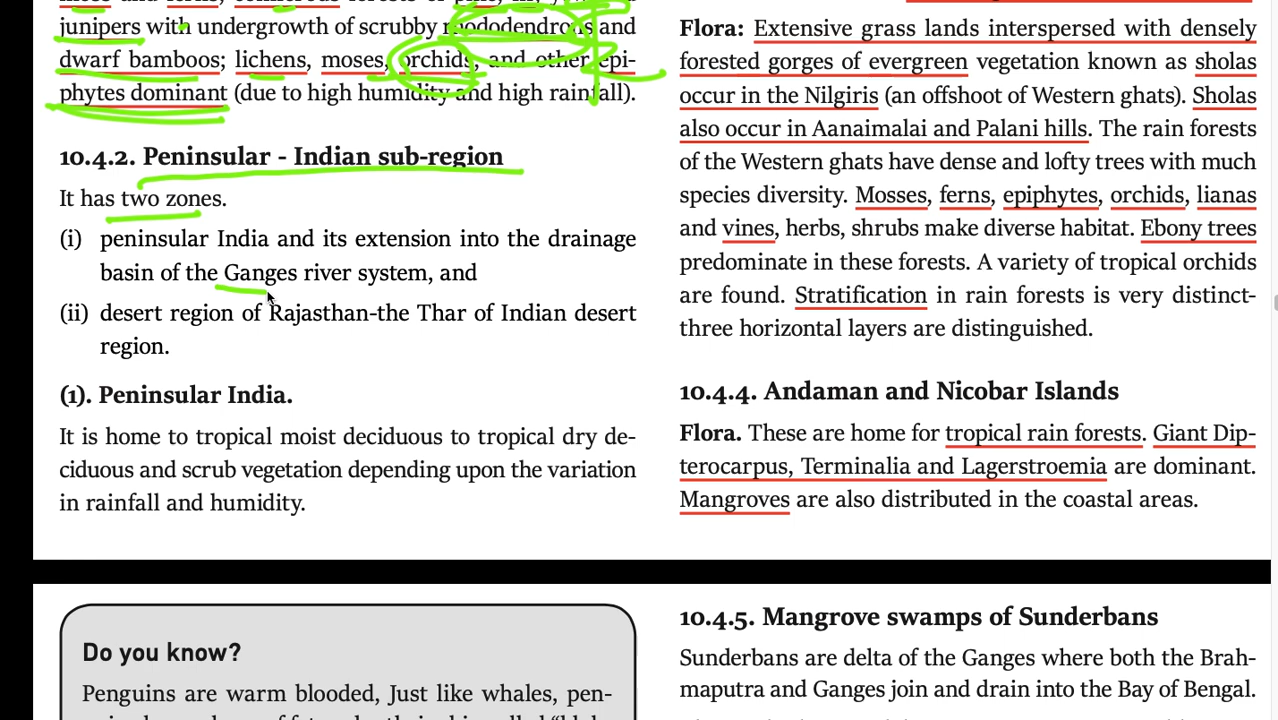 junipers with undergrowth of scrubby rhododendrons and
dwarf bamboos; lichens, moses, orchids, and other epi-
phytes dominant (due to high humidity and high rainfall).
10.4.2. Peninsular - Indian sub-region
It has two zones.
(i) peninsular India and its extension into the drainage
basin of the Ganges river system, and
(ii) desert region of Rajasthan-the Thar of Indian desert
region.
(1). Peninsular India.
It is home to tropical moist deciduous to tropical dry de-
ciduous and scrub vegetation depending upon the variation
in rainfall and humidity.
Flora: Extensive grass lands interspersed with densely
forested gorges of evergreen vegetation known as sholas
occur in the Nilgiris (an offshoot of Western ghats). Sholas
also occur in Aanaimalai and Palani hills. The rain forests
of the Western ghats have dense and lofty trees with much
species diversity. Mosses, ferns, epiphytes, orchids, lianas
and vines, herbs, shrubs make diverse habitat. Ebony trees
predominate in these forests. A variety of tropical orchids
are found. Stratification in rain forests is very distinct-
three horizontal layers are distinguished.
10.4.4. Andaman and Nicobar Islands
Flora. These are home for tropical rain forests. Giant Dip-
terocarpus, Terminalia and Lagerstroemia are dominant.
Mangroves are also distributed in the coastal areas.
Do you know?
Penguins are warm blooded, Just like whales, pen-
10.4.5. Mangrove swamps of Sunderbans
Sunderbans are delta of the Ganges where both the Brah-
maputra and Ganges join and drain into the Bay of Bengal.